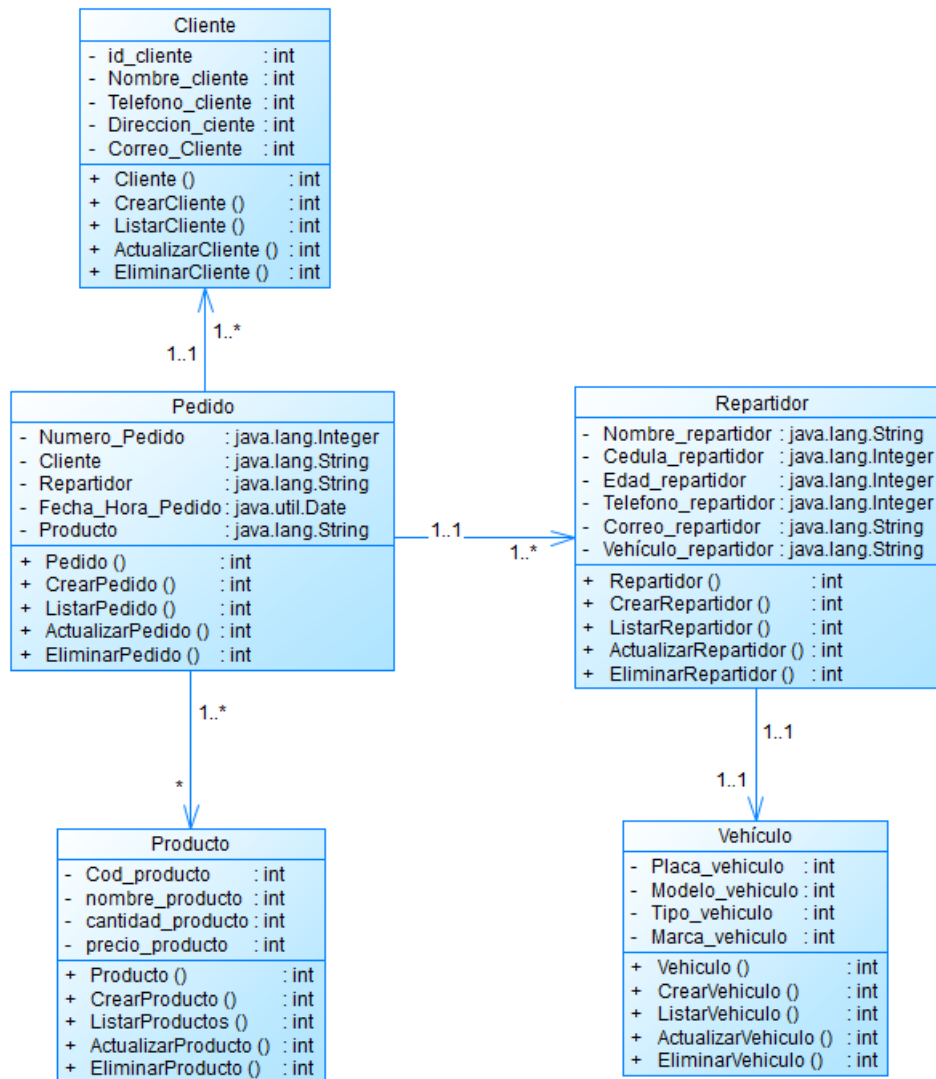 Cliente
- id_cliente : int
- Nombre_cliente : int
- Telefono_cliente : int
- Direccion_ciente : int
- Correo_Cliente : int
+ Cliente () : int
+ CrearCliente () : int
+ ListarCliente () : int
+ ActualizarCliente () : int
+ EliminarCliente () : int
1..*
1..1
Pedido
- Numero_Pedido : java.lang.Integer
- Cliente : java.lang.String
- Repartidor : java.lang.String
- Fecha_Hora_Pedido : java.util.Date
- Producto : java.lang.String
+ Pedido () : int
+ CrearPedido () : int
+ ListarPedido () : int
+ ActualizarPedido () : int
+ EliminarPedido () : int
1..1
1..*
Repartidor
- Nombre_repartidor : java.lang.String
- Cedula_repartidor : java.lang.Integer
- Edad_repartidor : java.lang.Integer
- Telefono_repartidor : java.lang.Integer
- Correo_repartidor : java.lang.String
- Vehículo_repartidor : java.lang.String
+ Repartidor () : int
+ CrearRepartidor () : int
+ ListarRepartidor () : int
+ ActualizarRepartidor () : int
+ EliminarRepartidor () : int
1..*
*
1..1
1..1
Producto
- Cod_producto : int
- nombre_producto : int
- cantidad_producto : int
- precio_producto : int
+ Producto () : int
+ CrearProducto () : int
+ ListarProductos () : int
+ ActualizarProducto () : int
+ EliminarProducto () : int
Vehículo
- Placa_vehiculo : int
- Modelo_vehiculo : int
- Tipo_vehiculo : int
- Marca_vehiculo : int
+ Vehiculo () : int
+ CrearVehiculo () : int
+ ListarVehiculo () : int
+ ActualizarVehiculo () : int
+ EliminarVehiculo () : int